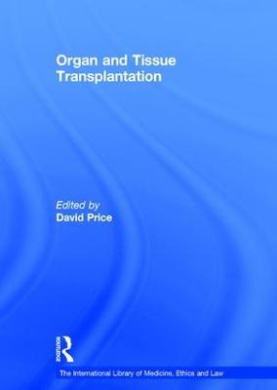 Organ and Tissue
Transplantation
Edited by
David Price
ROUTLEDGE
The International Library of Medicine, Ethics and Law